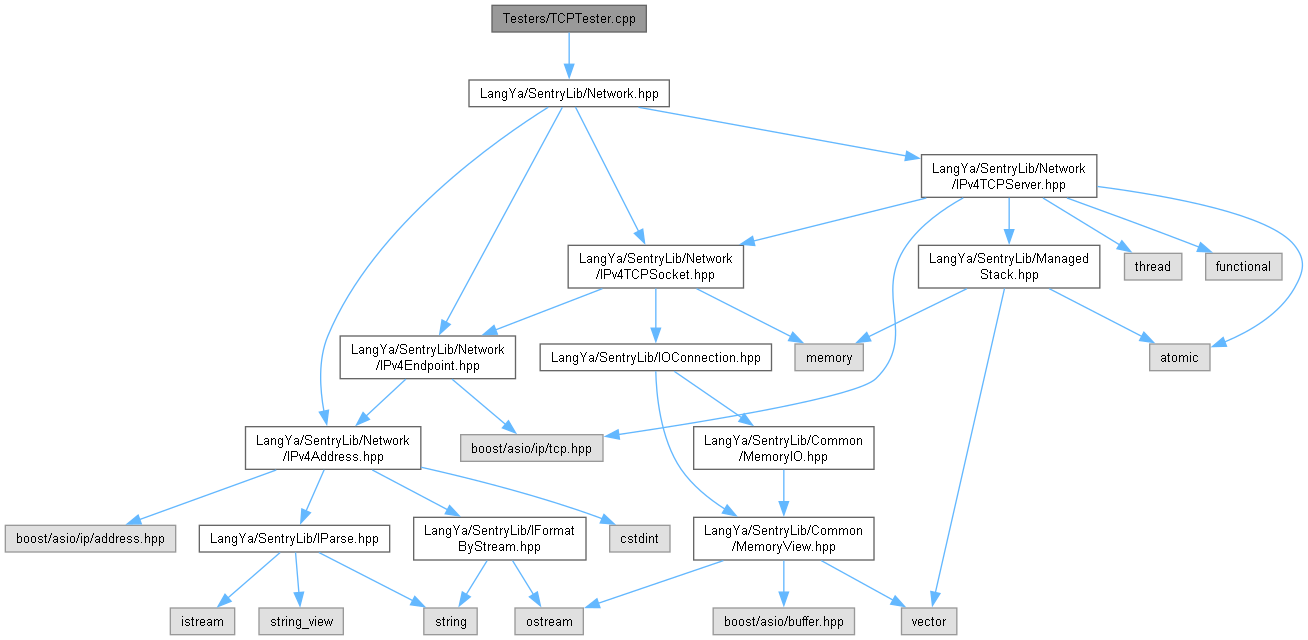 Testers/TCPTester.cpp
LangYa/SentryLib/Network.hpp
LangYa/SentryLib/Network
/IPv4TCPServer.hpp
LangYa/SentryLib/Network
/IPv4TCPSocket.hpp
LangYa/SentryLib/Managed
Stack.hpp
thread
functional
LangYa/SentryLib/Network
/IPv4Endpoint.hpp
LangYa/SentryLib/IOConnection.hpp
memory
atomic
LangYa/SentryLib/Network
/IPv4Address.hpp
boost/asio/ip/tcp.hpp
LangYa/SentryLib/Common
/MemoryIO.hpp
boost/asio/ip/address.hpp
LangYa/SentryLib/IParse.hpp
LangYa/SentryLib/IFormat
ByStream.hpp
cstdint
LangYa/SentryLib/Common
/MemoryView.hpp
istream
string_view
string
ostream
boost/asio/buffer.hpp
vector